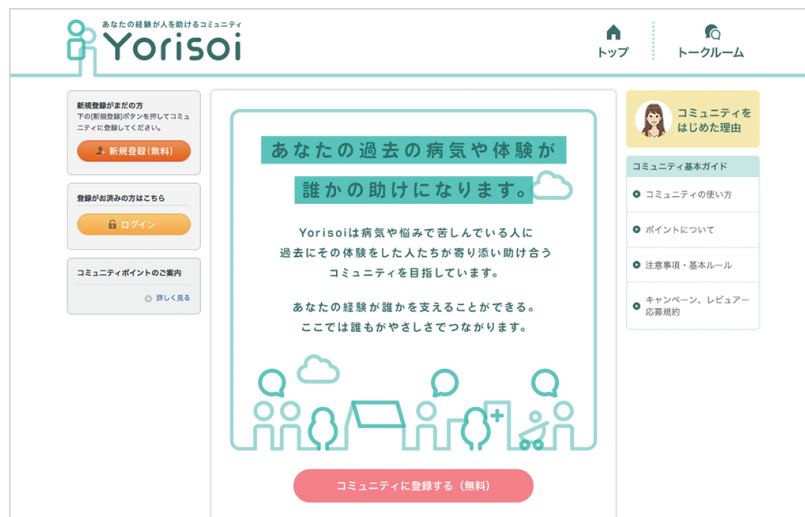 あなたの経験が人を助けるコミュニティ
Yorisoi
トップ
トークルーム
新規登録がまだの方
下の[新規登録]ボタンを押してコミュ
ニティに登録してください。
新規登録(無料)
登録がお済みの方はこちら
ログイン
コミュニティポイントのご案内
詳しく見る
あなたの過去の病気や体験が
誰かの助けになります。
Yorisoiは病気や悩みで苦しんでいる人に
過去にその体験をした人たちが寄り添い助け合う
コミュニティを目指しています。
あなたの経験が誰かを支えることができる。
ここでは誰もがやさしさでつながります。
コミュニティに登録する（無料）
コミュニティを
はじめた理由
コミュニティ基本ガイド
コミュニティの使い方
ポイントについて
注意事項・基本ルール
キャンペーン、レビュアー
応募規約